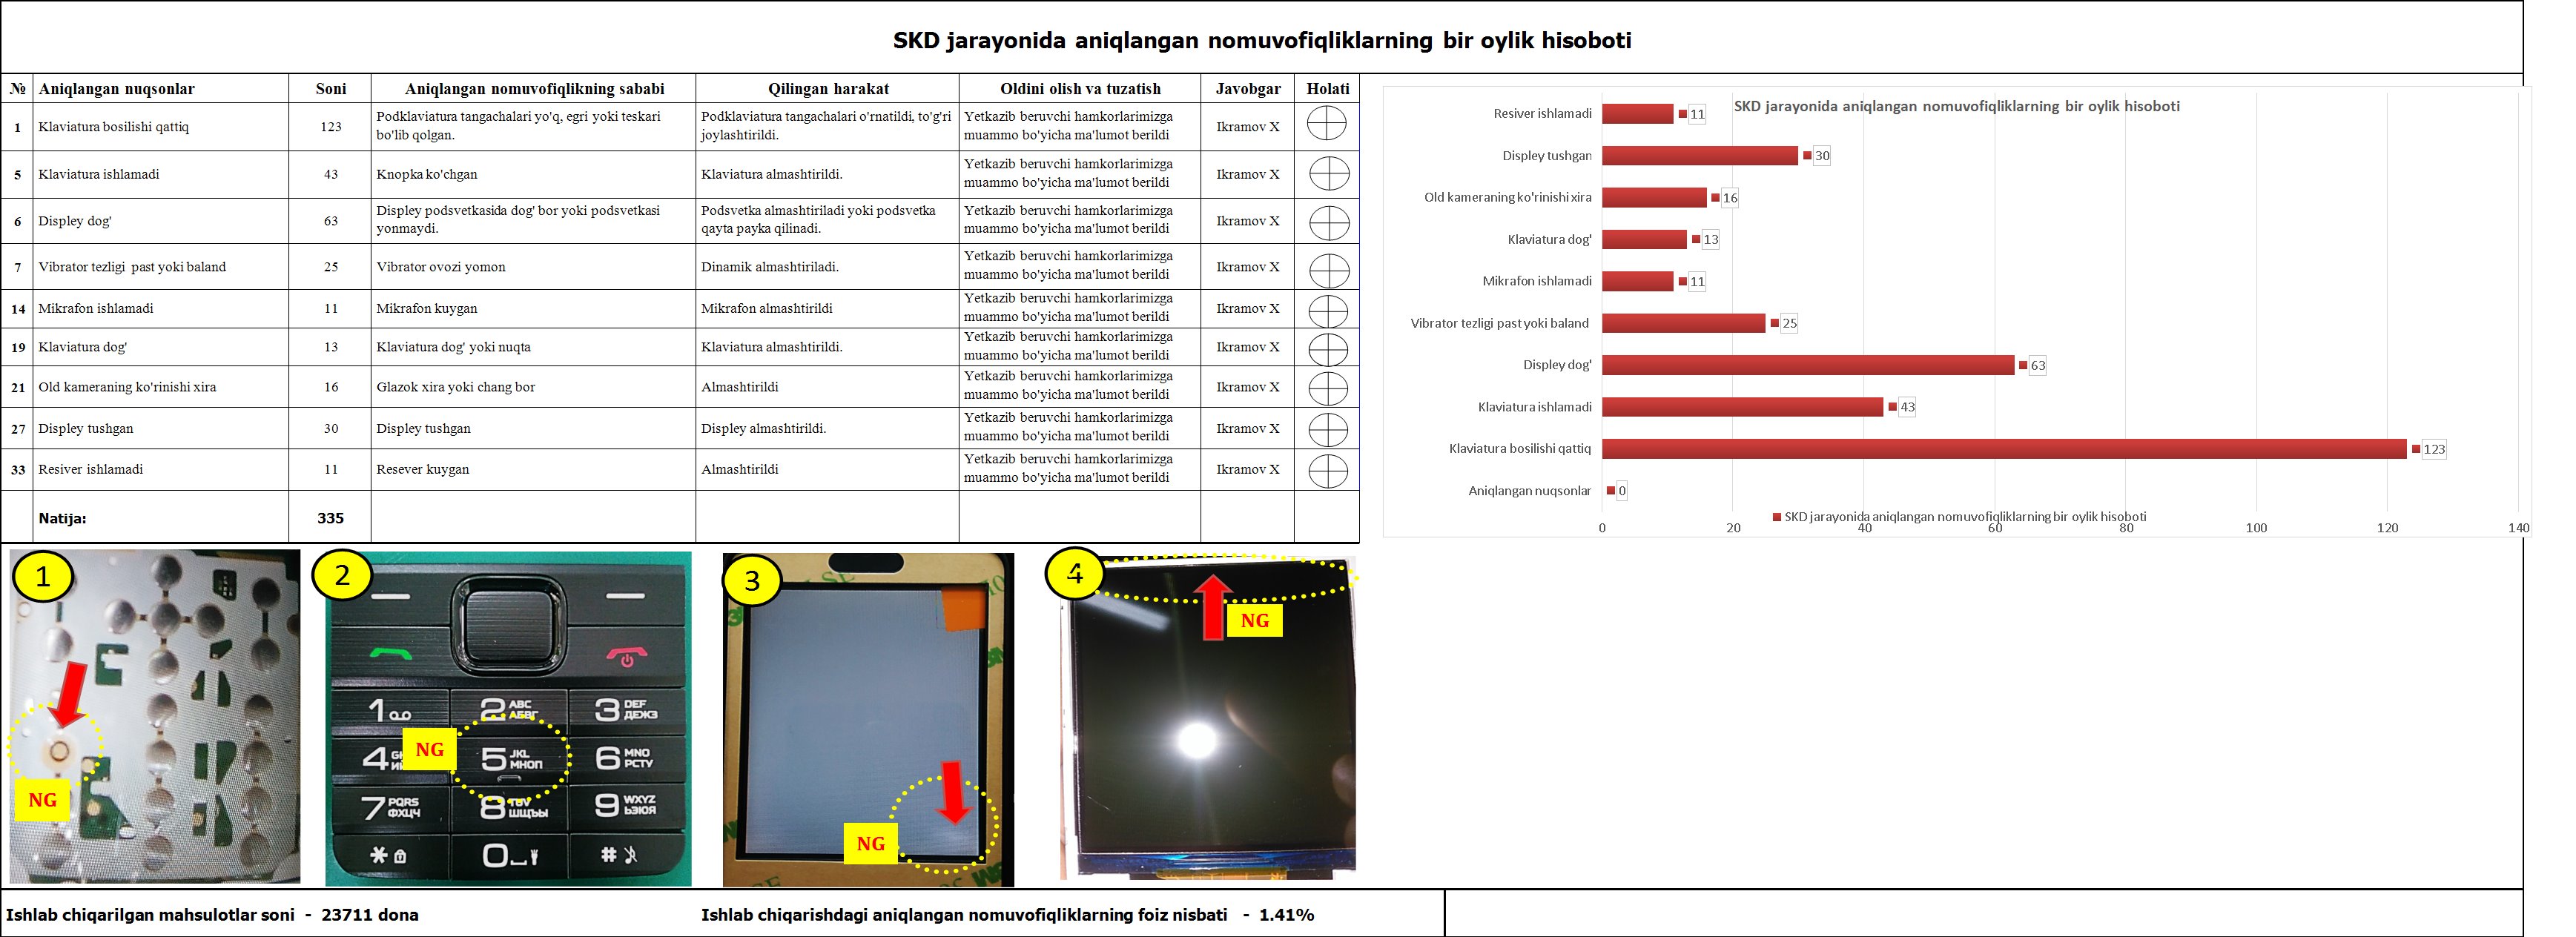 SKD jarayonida aniqlangan nomuvofiqliklarning bir oylik hisoboti
№ Aniqlangan nuqsonlar Soni Aniqlangan nomuvofiqlikning sababi Qilingan harakat Oldini olish va tuzatish Javobgar Holati
1 Klaviatura bosilishi qattiq 123 Podklaviatura tangachalari yo'q, egri yoki teskari bo'lib qolgan. Podklaviatura tangachalari o'rnatildi, to'g'ri joylashtirildi. Yetkazib beruvchi hamkorlarimizga muammo bo'yicha ma'lumot berildi Ikramov X
5 Klaviatura ishlamadi 43 Knopka ko'chgan Klaviatura almashtirildi. Yetkazib beruvchi hamkorlarimizga muammo bo'yicha ma'lumot berildi Ikramov X
6 Displey dog' 63 Displey podsvetkasida dog' bor yoki podsvetkasi yonmaydi. Podsvetka almashtiriladi yoki podsvetka qayta payka qilinadi. Yetkazib beruvchi hamkorlarimizga muammo bo'yicha ma'lumot berildi Ikramov X
7 Vibrator tezligi past yoki baland 25 Vibrator ovozi yomon Dinamik almashtiriladi. Yetkazib beruvchi hamkorlarimizga muammo bo'yicha ma'lumot berildi Ikramov X
14 Mikrafon ishlamadi 11 Mikrafon kuygan Mikrafon almashtirildi Yetkazib beruvchi hamkorlarimizga muammo bo'yicha ma'lumot berildi Ikramov X
19 Klaviatura dog' 13 Klaviatura dog' yoki nuqta Klaviatura almashtirildi. Yetkazib beruvchi hamkorlarimizga muammo bo'yicha ma'lumot berildi Ikramov X
21 Old kameraning ko'rinishi xira 16 Glazok xira yoki chang bor Almashtirildi Yetkazib beruvchi hamkorlarimizga muammo bo'yicha ma'lumot berildi Ikramov X
27 Displey tushgan 30 Displey tushgan Displey almashtirildi. Yetkazib beruvchi hamkorlarimizga muammo bo'yicha ma'lumot berildi Ikramov X
33 Resiver ishlamadi 11 Resever kuygan Almashtirildi Yetkazib beruvchi hamkorlarimizga muammo bo'yicha ma'lumot berildi Ikramov X
Natija: 335
SKD jarayonida aniqlangan nomuvofiqliklarning bir oylik hisoboti
Resiver ishlamadi 11
Displey tushgan 30
Old kameraning ko'rinishi xira 16
Klaviatura dog' 13
Mikrafon ishlamadi 11
Vibrator tezligi past yoki baland 25
Displey dog' 63
Klaviatura ishlamadi 43
Klaviatura bosilishi qattiq 123
Aniqlangan nuqsonlar 0
SKD jarayonida aniqlangan nomuvofiqliklarning bir oylik hisoboti
0 20 40 60 80 100 120 140
1
NG
2
1 2 ABC АБВГ 3 DEF ДЕЖЗ
NG
4 5 JKL МНОП 6 MNO РСТУ
7 PQRS ФХЦЧ 8 TUV ШЩЪЫ 9 WXYZ ЬЭЮЯ
* 0 #
3
NG
4
NG
Ishlab chiqarilgan mahsulotlar soni - 23711 dona
Ishlab chiqarishdagi aniqlangan nomuvofiqliklarning foiz nisbati - 1.41%